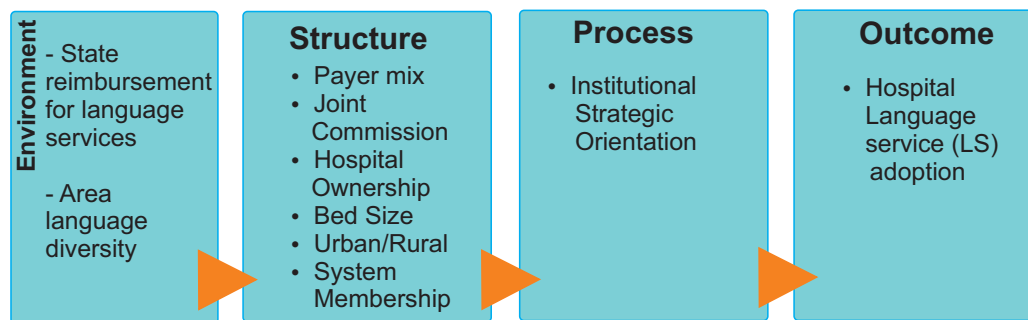 Environment
- State
reimbursement
for language
services
- Area
language
diversity
Structure
• Payer mix
• Joint
Commission
• Hospital
Ownership
• Bed Size
• Urban/Rural
• System
Membership
Process
• Institutional
Strategic
Orientation
Outcome
• Hospital
Language
service (LS)
adoption